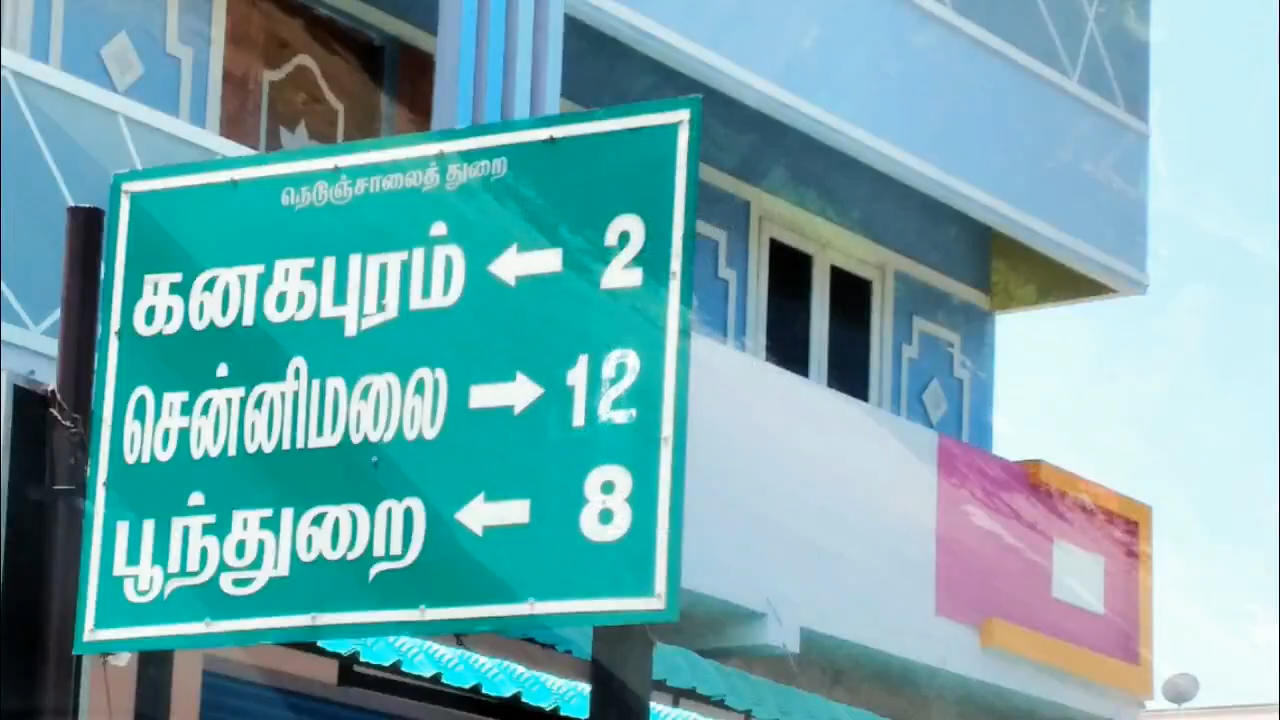 நெடுஞ்சாலைத் துறை
கனகபுரம் ← 2
சென்னிமலை → 12
பூந்துறை ← 8